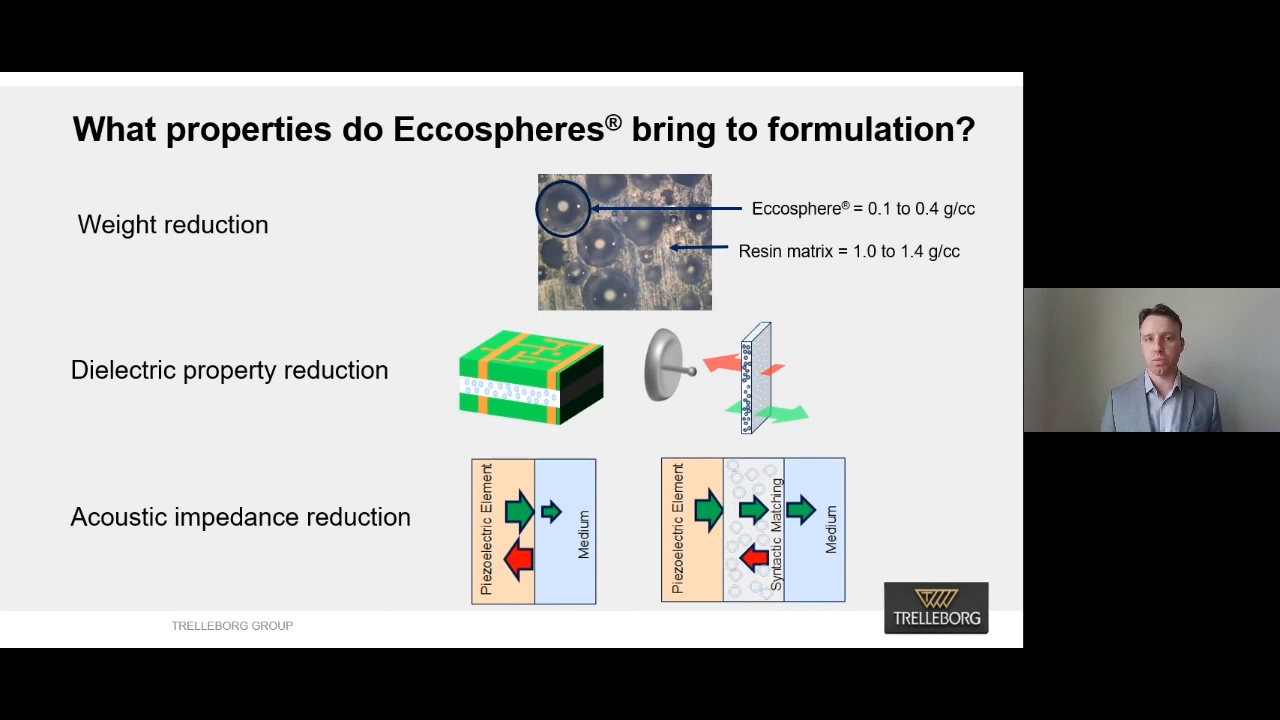 What properties do Eccospheres® bring to formulation?
Weight reduction
Eccosphere® = 0.1 to 0.4 g/cc
Resin matrix = 1.0 to 1.4 g/cc
Dielectric property reduction
Acoustic impedance reduction
Piezoelectric Element
Medium
Piezoelectric Element
Syntactic Matching
Medium
TRELLEBORG GROUP
TRELLEBORG